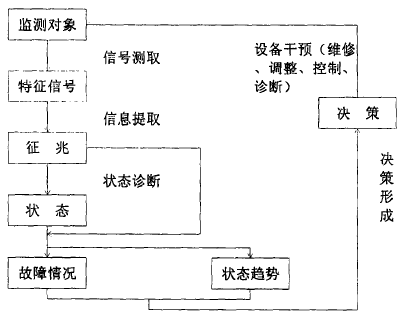 监测对象
信号测取
设备干预（维修
、调整、控制、
诊断）
特征信号
决 策
信息提取
征 兆
决策形成
状态诊断
状 态
故障情况
状态趋势